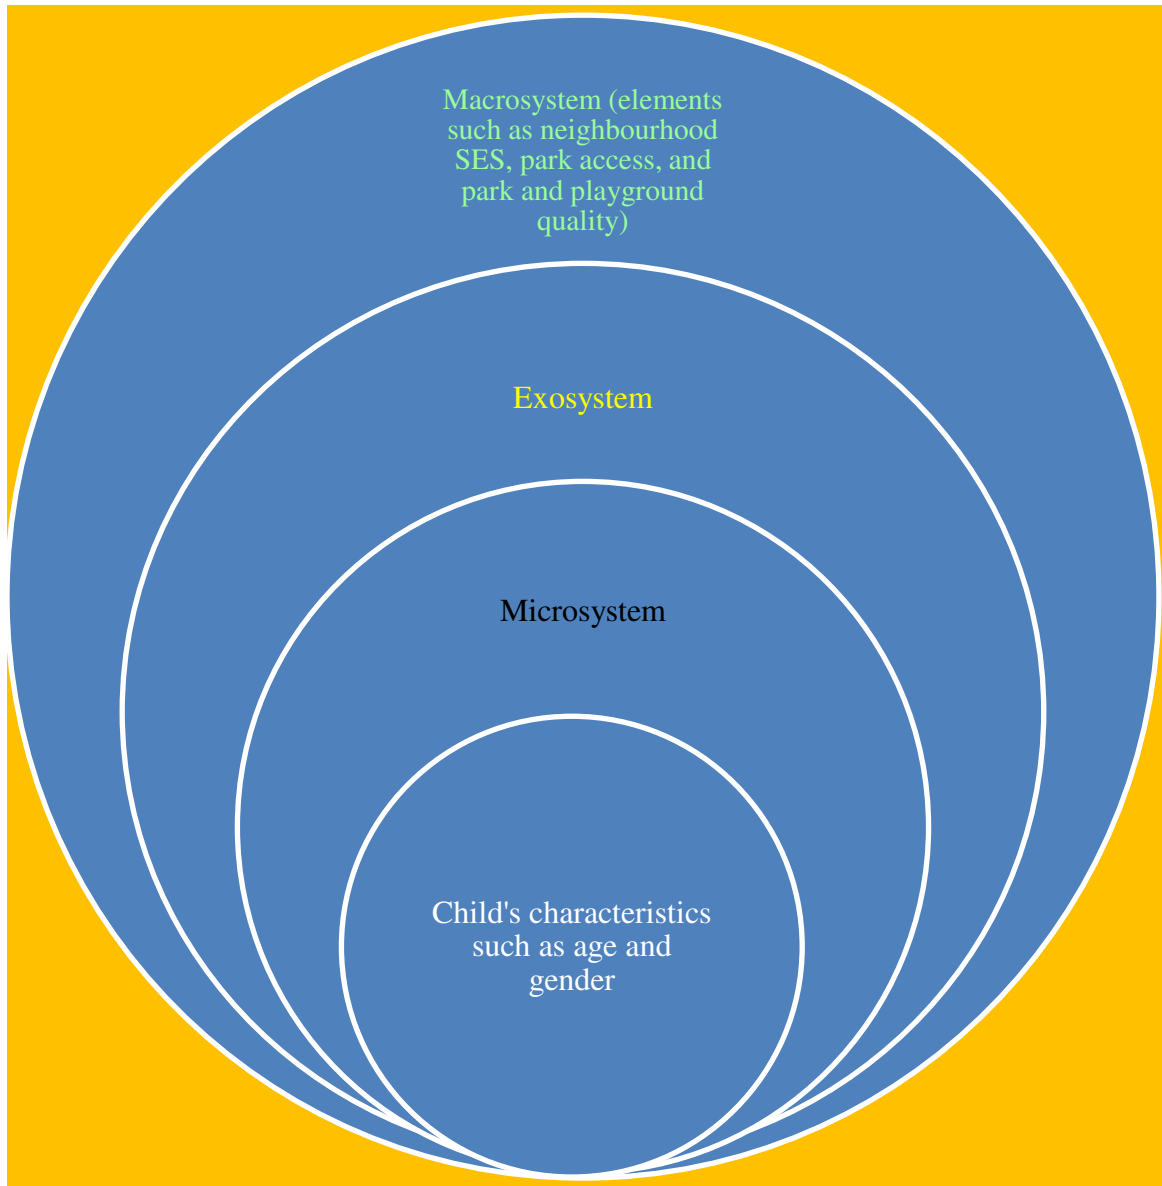 Macrosystem (elements
such as neighbourhood
SES, park access, and
park and playground
quality)
Exosystem
Microsystem
Child's characteristics
such as age and
gender